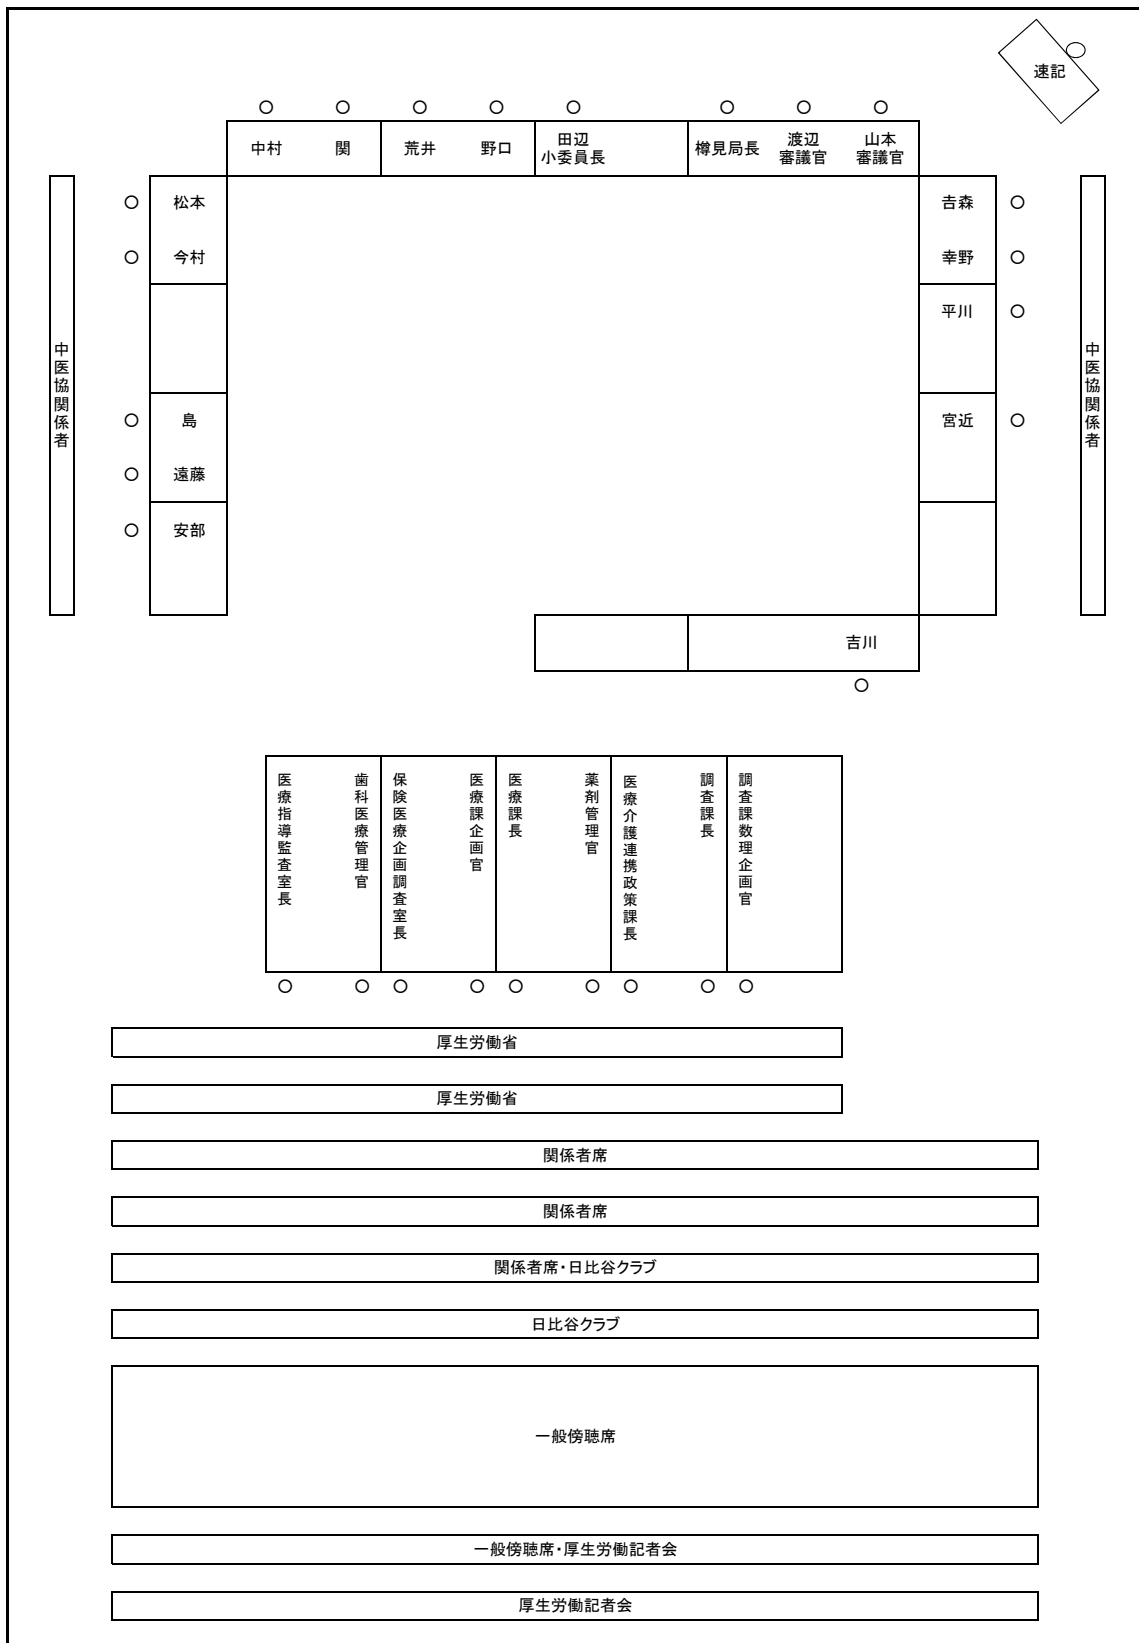 速記
中村
関
荒井
野口
田辺
小委員長
樽見局長
渡辺
審議官
山本
審議官
松本
今村
島
遠藤
安部
𠮷森
幸野
平川
宮近
吉川
中医協関係者
中医協関係者
医療指導監査室長
歯科医療管理官
保険医療企画調査室長
医療課企画官
医療課長
薬剤管理官
医療介護連携政策課長
調査課長
調査課数理企画官
厚生労働省
厚生労働省
関係者席
関係者席
関係者席・日比谷クラブ
日比谷クラブ
一般傍聴席
一般傍聴席・厚生労働記者会
厚生労働記者会